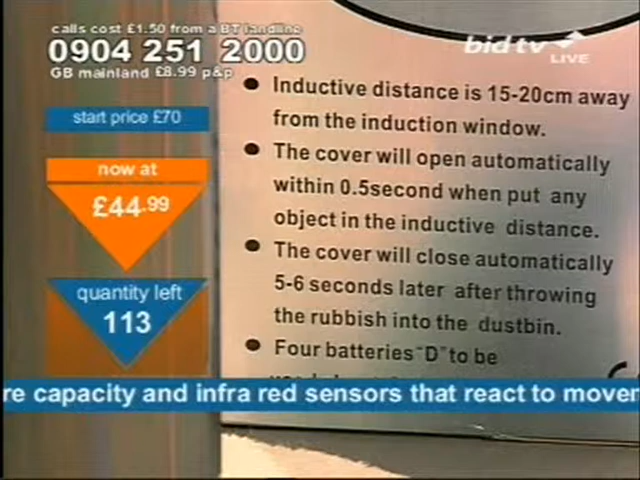 calls cost £1.50 from a BT landline
0904 251 2000
GB mainland £8.99 p&p
bid tv
LIVE
start price £70
now at
£44.99
quantity left
113
Inductive distance is 15-20cm away
from the induction window.
The cover will open automatically
within 0.5second when put any
object in the inductive distance.
The cover will close automatically
5-6 seconds later after throwing
the rubbish into the dustbin.
Four batteries "D" to be
re capacity and infra red sensors that react to mover